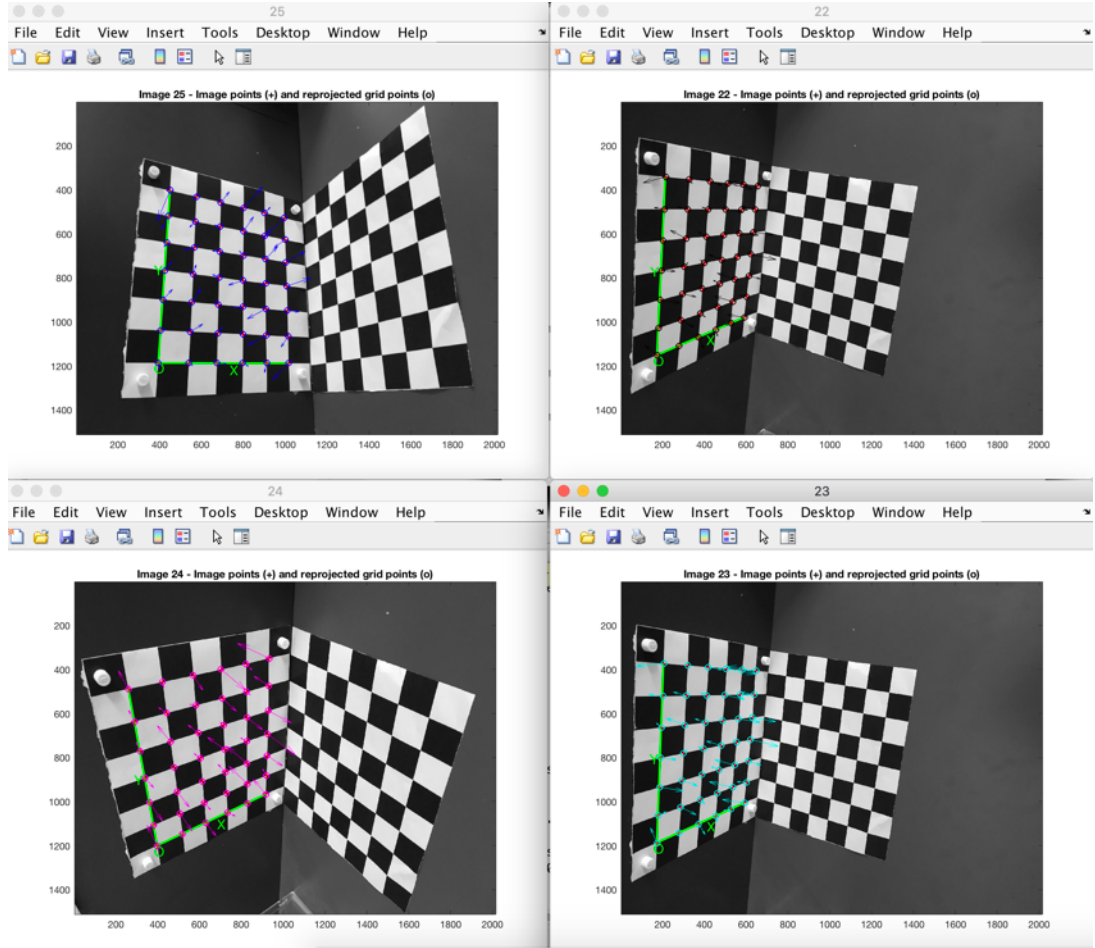 25
File Edit View Insert Tools Desktop Window Help
Image 25 - Image points (+) and reprojected grid points (o)
200
400
600
800
1000
1200
1400
200 400 600 800 1000 1200 1400 1600 1800 2000
Y
O
X
22
File Edit View Insert Tools Desktop Window Help
Image 22 - Image points (+) and reprojected grid points (o)
200
400
600
800
1000
1200
1400
200 400 600 800 1000 1200 1400 1600 1800 2000
Y
O
X
24
File Edit View Insert Tools Desktop Window Help
Image 24 - Image points (+) and reprojected grid points (o)
200
400
600
800
1000
1200
1400
200 400 600 800 1000 1200 1400 1600 1800 2000
Y
O
X
23
File Edit View Insert Tools Desktop Window Help
Image 23 - Image points (+) and reprojected grid points (o)
200
400
600
800
1000
1200
1400
200 400 600 800 1000 1200 1400 1600 1800 2000
Y
O
X